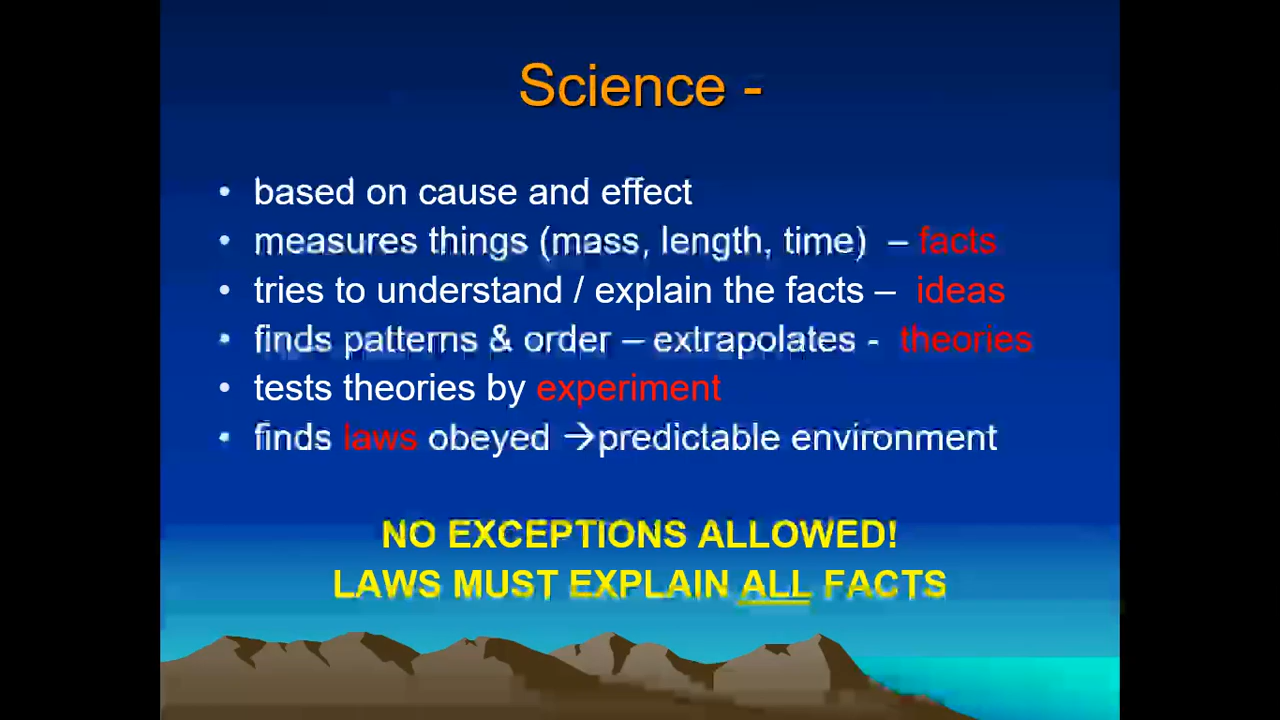 Science -
• based on cause and effect
• measures things (mass, length, time) – facts
• tries to understand / explain the facts – ideas
• finds patterns & order – extrapolates - theories
• tests theories by experiment
• finds laws obeyed →predictable environment
NO EXCEPTIONS ALLOWED!
LAWS MUST EXPLAIN ALL FACTS